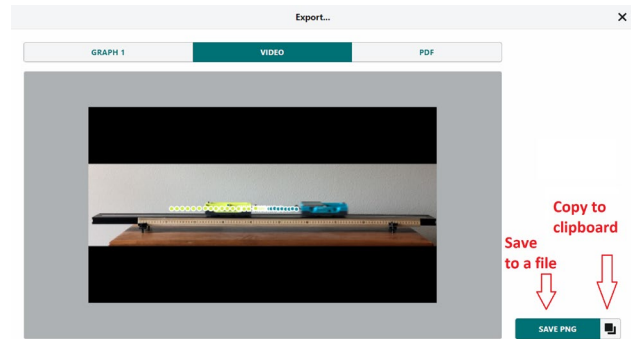 Export...
GRAPH 1
VIDEO
PDF
Copy to
clipboard
Save
to a file
SAVE PNG